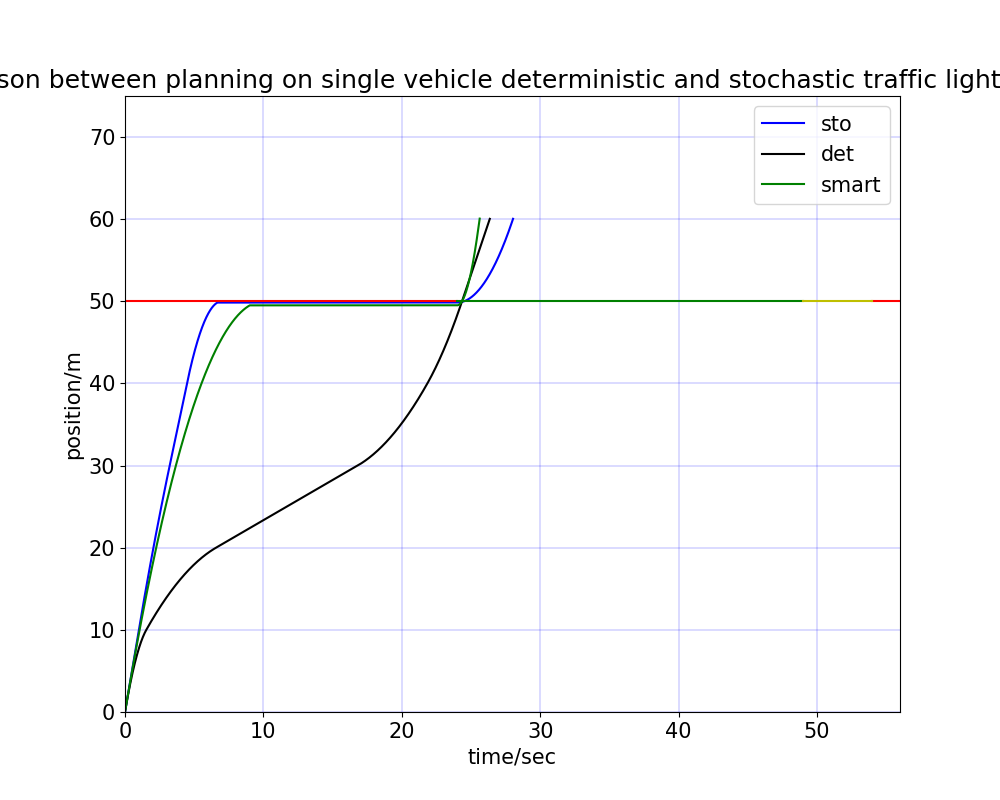 son between planning on single vehicle deterministic and stochastic traffic light
sto
det
smart
70
60
50
40
30
20
10
0
position/m
0 10 20 30 40 50
time/sec